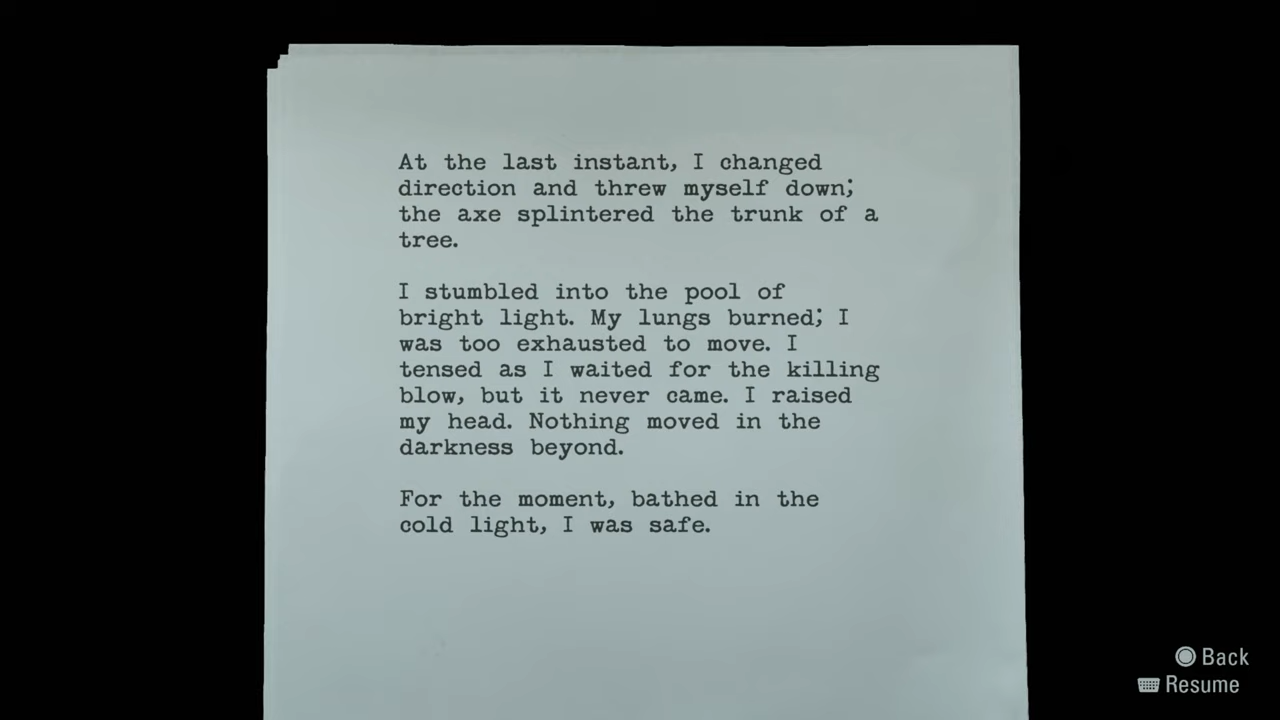 At the last instant, I changed
direction and threw myself down;
the axe splintered the trunk of a
tree.
I stumbled into the pool of
bright light. My lungs burned; I
was too exhausted to move. I
tensed as I waited for the killing
blow, but it never came. I raised
my head. Nothing moved in the
darkness beyond.
For the moment, bathed in the
cold light, I was safe.
Back
Resume